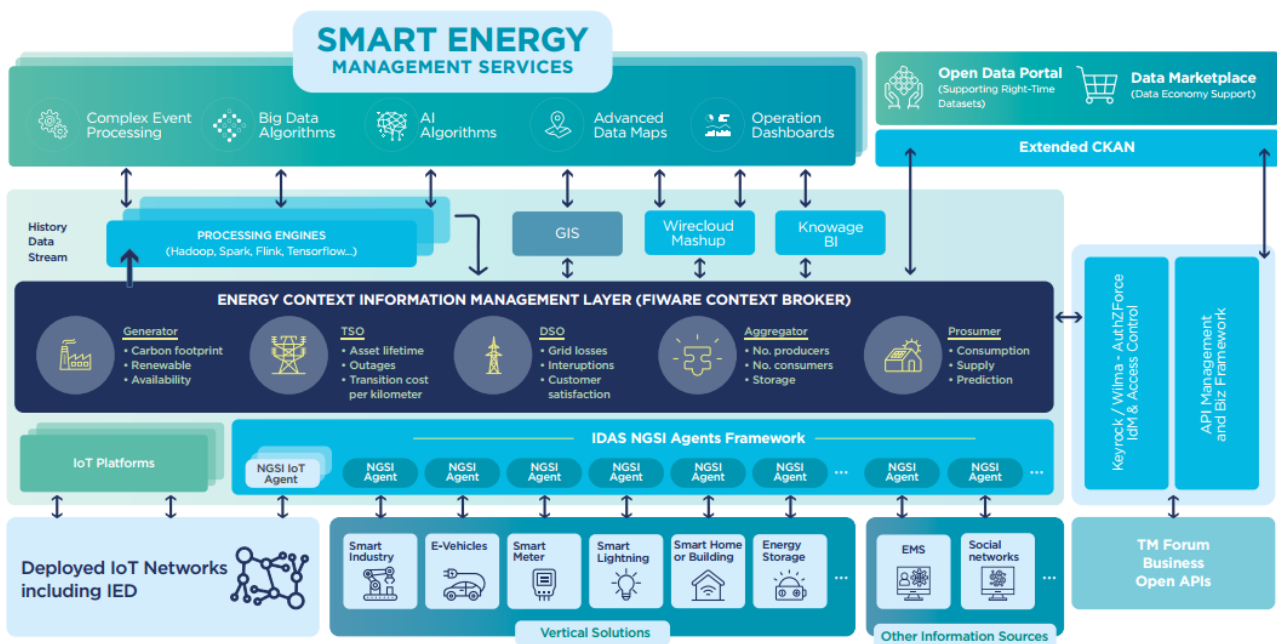 SMART ENERGY
MANAGEMENT SERVICES
Complex Event
Processing
Big Data
Algorithms
AI
Algorithms
Advanced
Data Maps
Operation
Dashboards
Open Data Portal
(Supporting Right-Time
Datasets)
Data Marketplace
(Data Economy Support)
Extended CKAN
History
Data
Stream
PROCESSING ENGINES
(Hadoop, Spark, Flink, Tensorflow...)
GIS
Wirecloud
Mashup
Knowage
BI
ENERGY CONTEXT INFORMATION MANAGEMENT LAYER (FIWARE CONTEXT BROKER)
Generator
• Carbon footprint
• Renewable
• Availability
TSO
• Asset lifetime
• Outages
• Transition cost
per kilometer
DSO
• Grid losses
• Interuptions
• Customer
satisfaction
Aggregator
• No. producers
• No. consumers
• Storage
Prosumer
• Consumption
• Supply
• Prediction
Keyrock / Wilma - AuthZForce
IdM & Access Control
API Management
and Biz Framework
IoT Platforms
IDAS NGSI Agents Framework
NGSI IoT
Agent
NGSI
Agent
NGSI
Agent
NGSI
Agent
NGSI
Agent
NGSI
Agent
NGSI
Agent
...
NGSI
Agent
NGSI
Agent
...
Deployed IoT Networks
including IED
Smart
Industry
E-Vehicles
Smart
Meter
Smart
Lightning
Smart Home
or Building
Energy
Storage
...
Vertical Solutions
EMS
Social
networks
...
Other Information Sources
TM Forum
Business
Open APIs